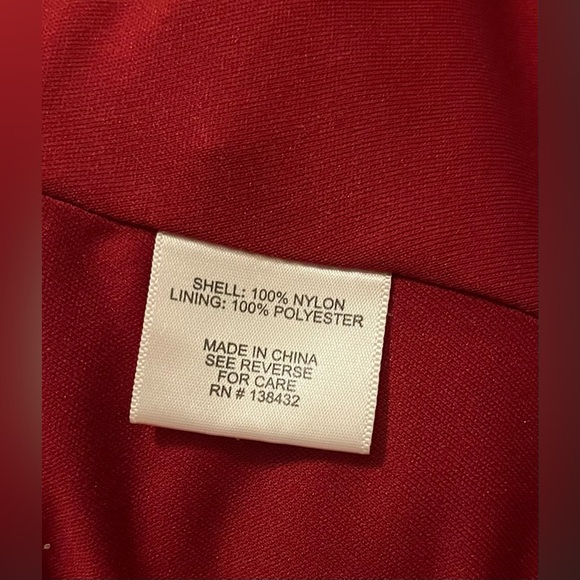 SHELL: 100% NYLON
LINING: 100% POLYESTER
MADE IN CHINA
SEE REVERSE
FOR CARE
RN # 138432